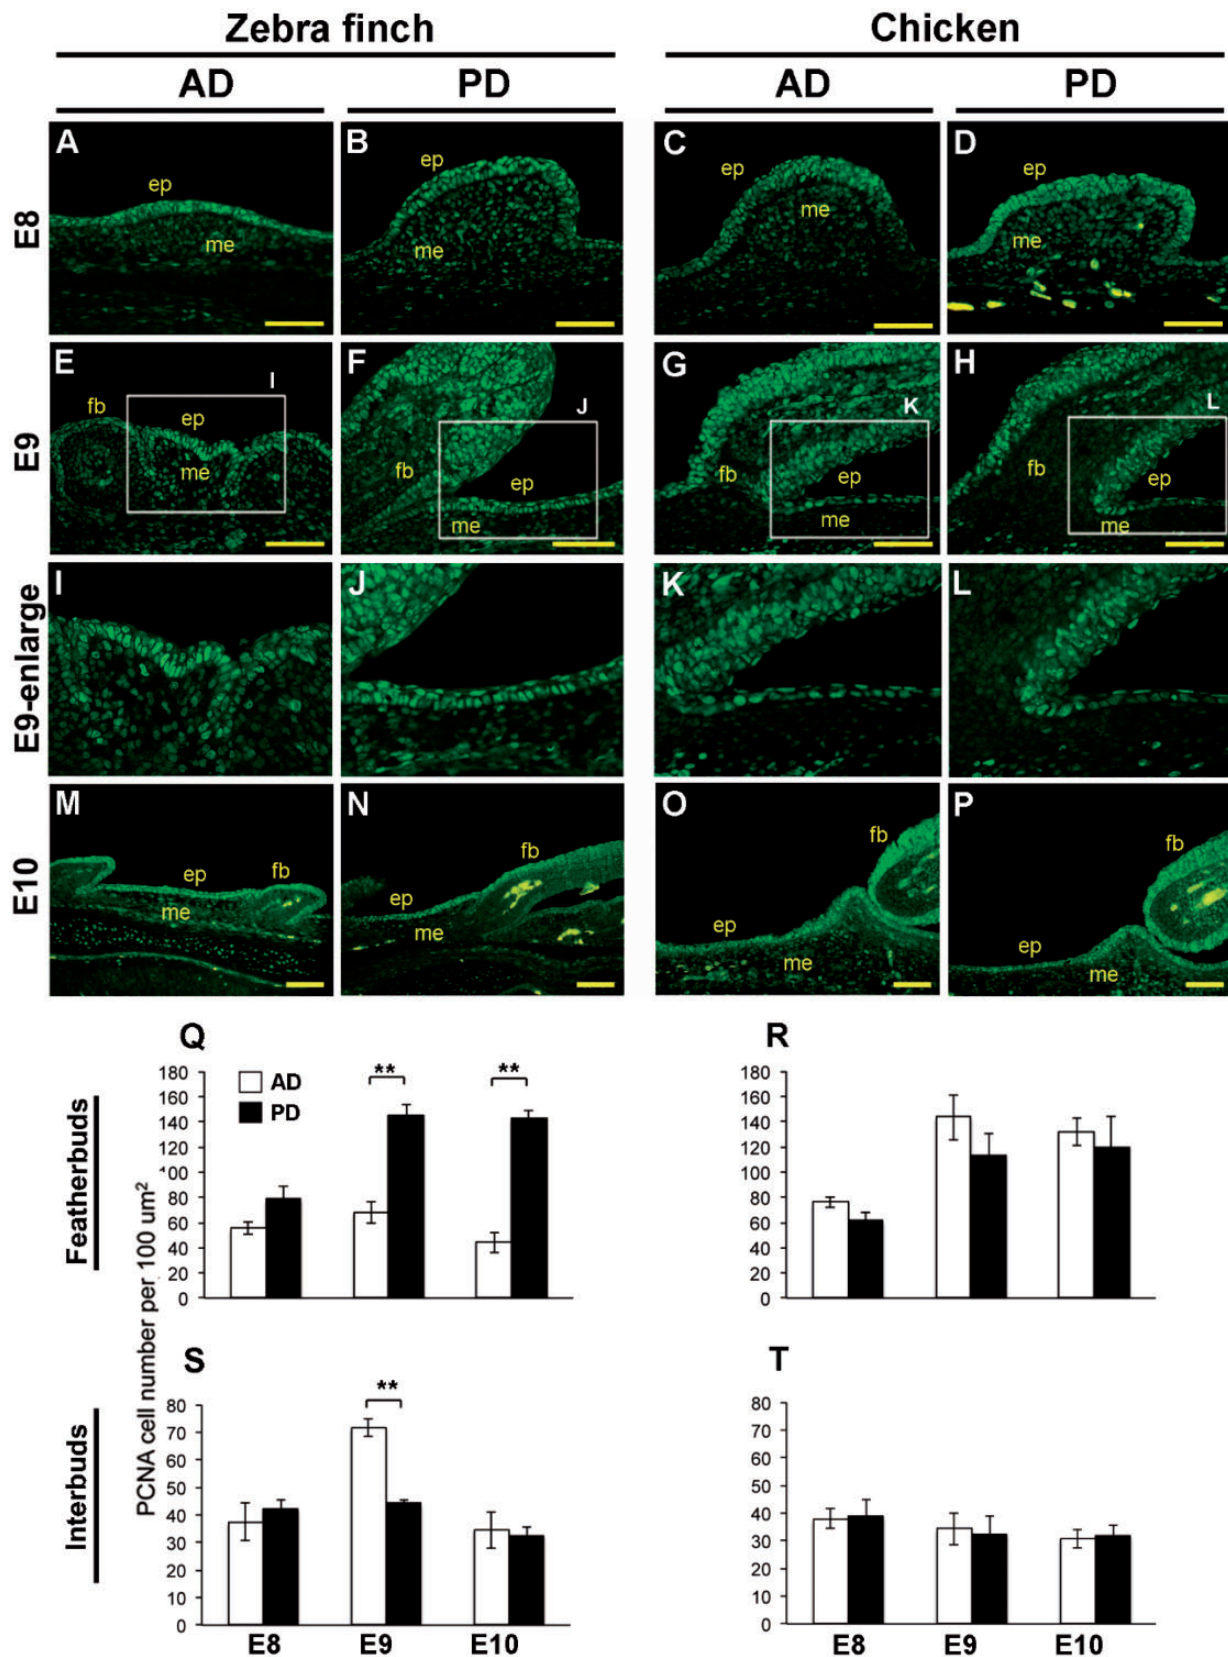 Zebra finch Chicken
AD PD AD PD
E8
A ep me
B ep me
C ep me
D ep me
E9
E fb ep me I
F fb ep me J
G fb ep me K
H fb ep me L
E9-enlarge
I J K L
E10
M ep me fb
N ep me fb
O ep me fb
P ep me fb
Q
AD
PD
** **
180
160
140
120
100
80
60
40
20
0
R
180
160
140
120
100
80
60
40
20
0
Featherbuds
PCNA cell number per 100 um²
S
**
80
70
60
50
40
30
20
10
0
E8 E9 E10
T
80
70
60
50
40
30
20
10
0
E8 E9 E10
Interbuds